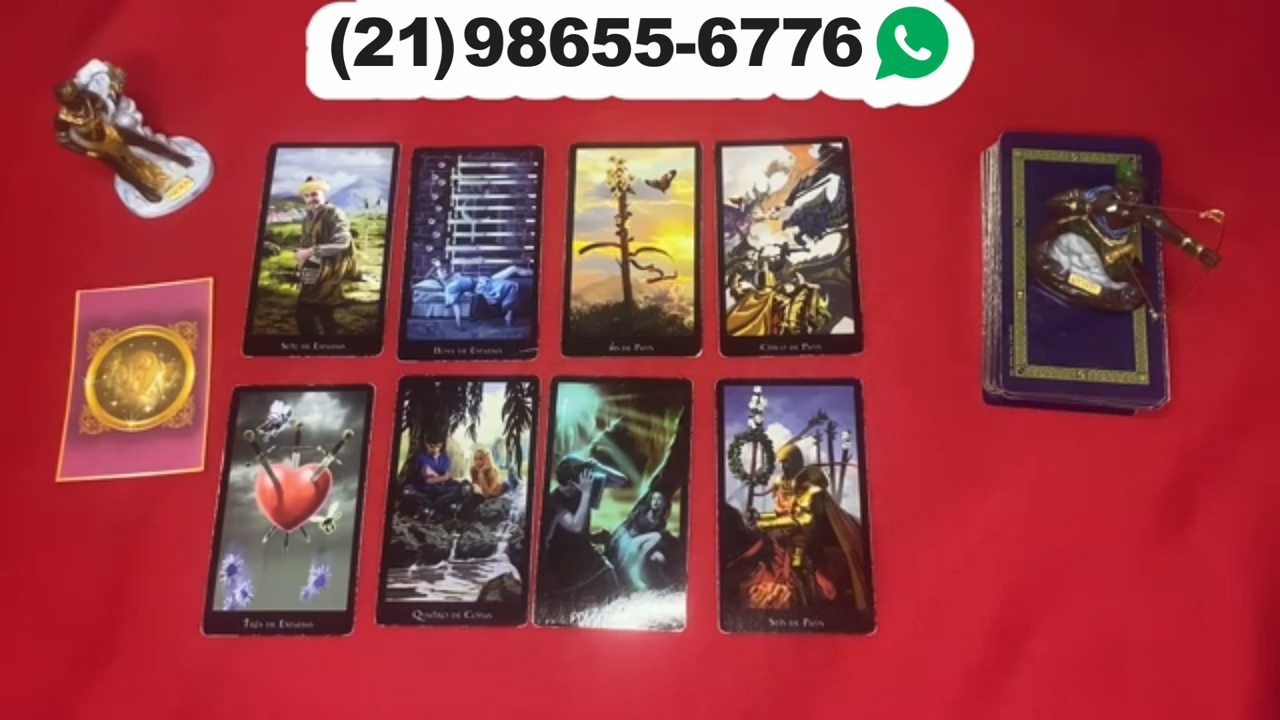 (21) 98655-6776
SETE DE ESPADAS
NOVE DE ESPADAS
ÁS DE PAUS
CINCO DE PAUS
TRÊS DE ESPADAS
QUATRO DE COPAS
SEIS DE PAUS